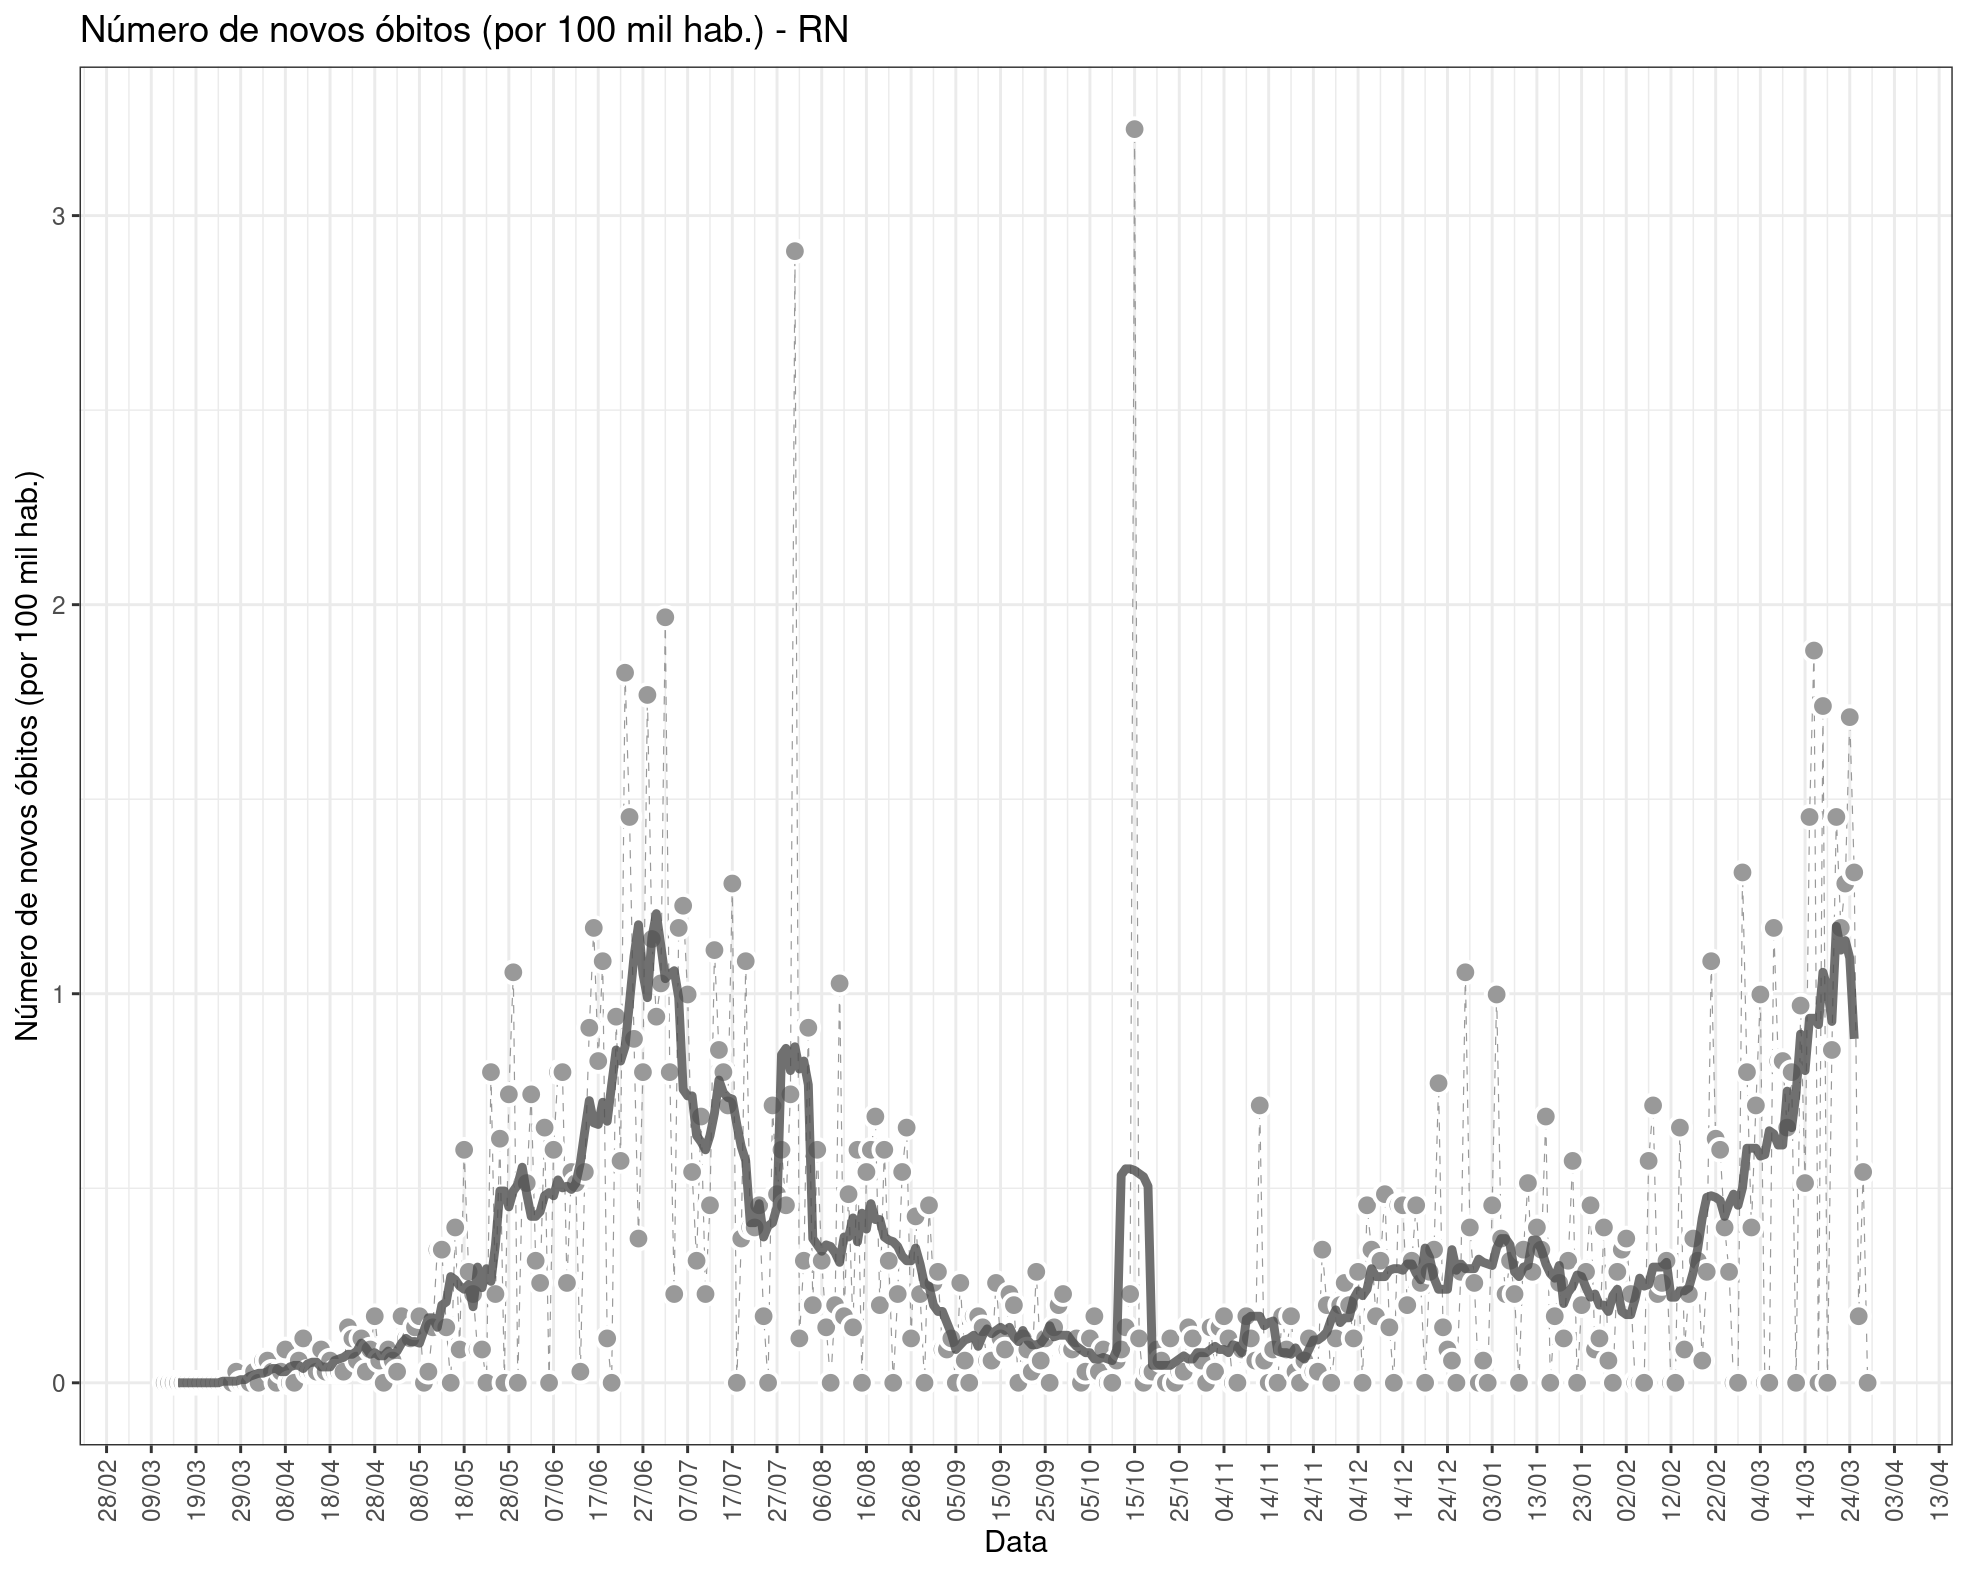 Número de novos óbitos (por 100 mil hab.) - RN
Número de novos óbitos (por 100 mil hab.)
3
2
1
0
28/02 09/03 19/03 29/03 08/04 18/04 28/04 08/05 18/05 28/05 07/06 17/06 27/06 07/07 17/07 27/07 06/08 16/08 26/08 05/09 15/09 25/09 05/10 15/10 25/10 04/11 14/11 24/11 04/12 14/12 24/12 03/01 13/01 23/01 02/02 12/02 22/02 04/03 14/03 24/03 03/04 13/04
Data